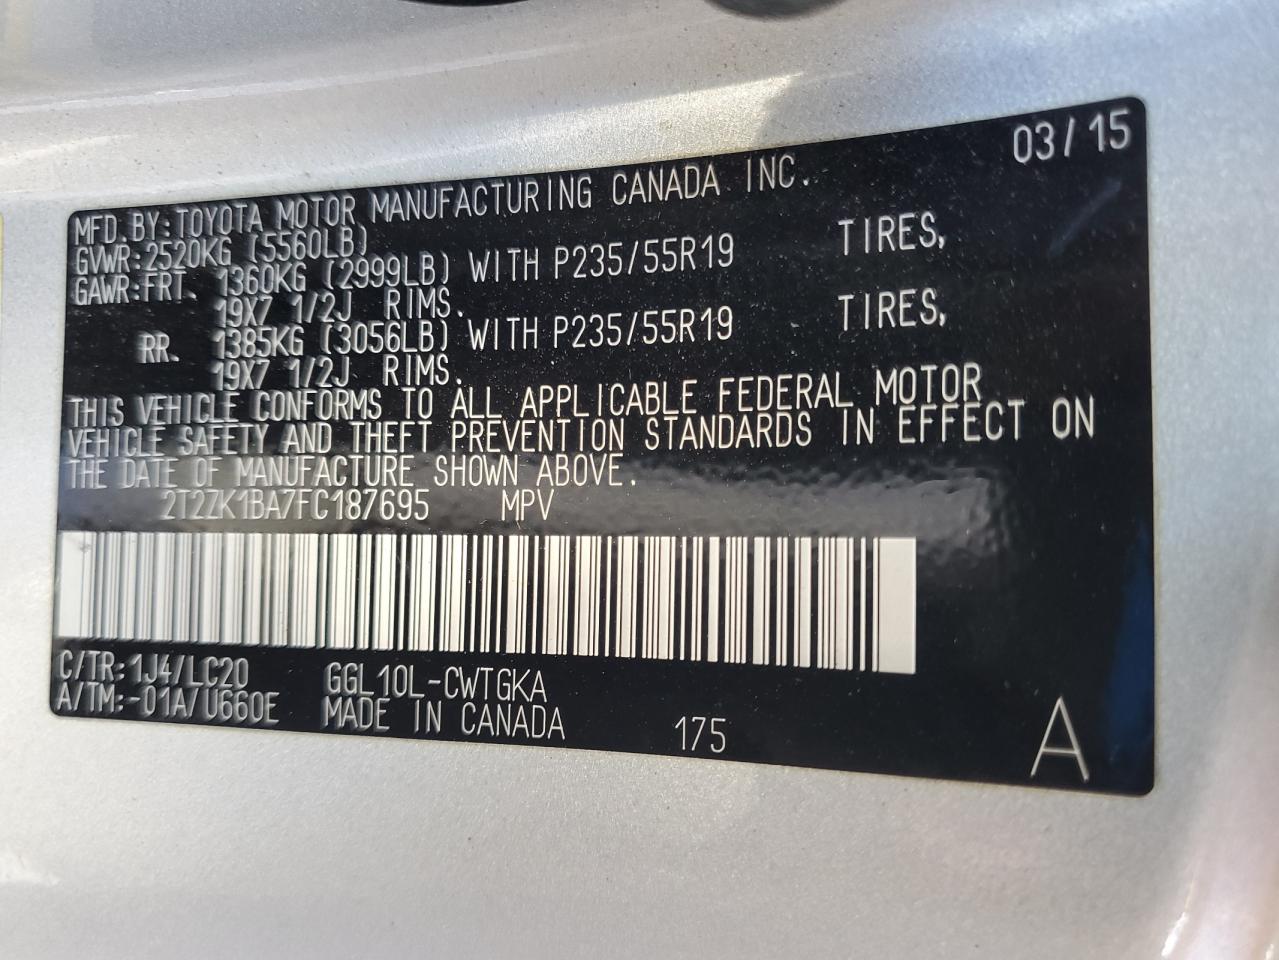 03/15
MFD.BY:TOYOTA MOTOR MANUFACTURING CANADA INC.
GVWR:2520KG (5560LB)
GAWR:FRT. 1360KG (2999LB) WITH P235/55R19 TIRES,
19X7 1/2J RIMS.
RR. 1385KG (3056LB) WITH P235/55R19 TIRES,
19X7 1/2J RIMS.
THIS VEHICLE CONFORMS TO ALL APPLICABLE FEDERAL MOTOR
VEHICLE SAFETY AND THEFT PREVENTION STANDARDS IN EFFECT ON
THE DATE OF MANUFACTURE SHOWN ABOVE.
2T2ZK1BA7FC187695 MPV
C/TR:1J4/LC20 GGL10L-CWTGKA
A/TM:-01A/U660E MADE IN CANADA 175 A